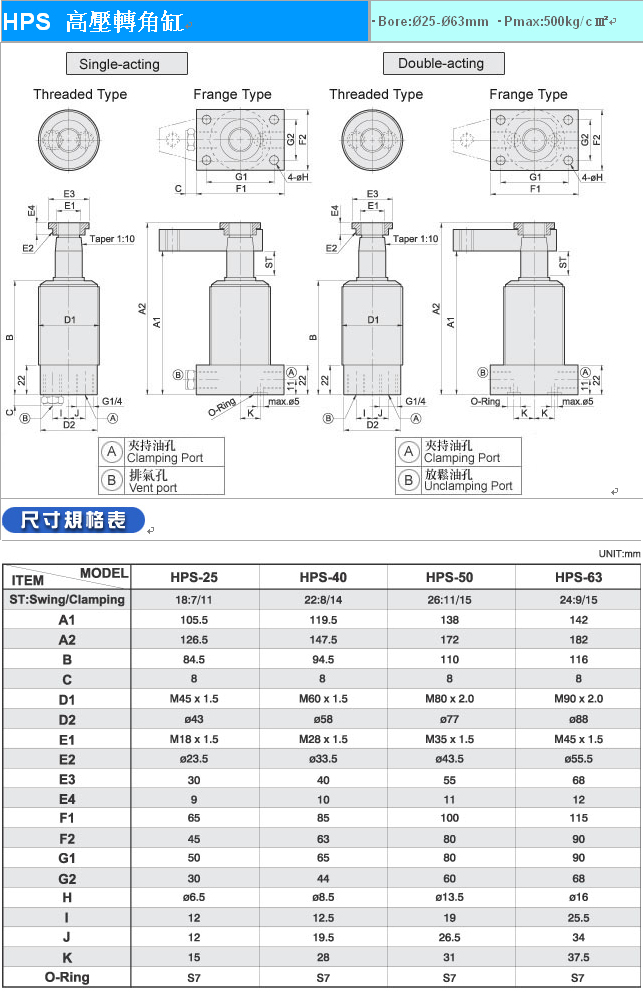 HPS 高壓轉角缸 ·Bore:Ø25-Ø63mm ·Pmax:500kg/c㎡
Single-acting Double-acting
Threaded Type Frange Type Threaded Type Frange Type
G2 F2 G2 F2
G1 4-øH G1 4-øH
C F1 F1
E3 E3
E4 E1 E4 E1
E2 Taper 1:10 E2 Taper 1:10
ST ST
A2 A1 A2 A1
B D1 B D1
22 B A 11 22 22 B A 11 22
C G1/4 O-Ring max.ø5 G1/4 O-Ring max.ø5
B I J A K B I J A K K
D2 D2
A 夾持油孔 Clamping Port A 夾持油孔 Clamping Port
B 排氣孔 Vent port B 放鬆油孔 Unclamping Port
尺寸規格表
UNIT:mm
ITEM MODEL HPS-25 HPS-40 HPS-50 HPS-63
ST:Swing/Clamping 18:7/11 22:8/14 26:11/15 24:9/15
A1 105.5 119.5 138 142
A2 126.5 147.5 172 182
B 84.5 94.5 110 116
C 8 8 8 8
D1 M45 x 1.5 M60 x 1.5 M80 x 2.0 M90 x 2.0
D2 ø43 ø58 ø77 ø88
E1 M18 x 1.5 M28 x 1.5 M35 x 1.5 M45 x 1.5
E2 ø23.5 ø33.5 ø43.5 ø55.5
E3 30 40 55 68
E4 9 10 11 12
F1 65 85 100 115
F2 45 63 80 90
G1 50 65 80 90
G2 30 44 60 68
H ø6.5 ø8.5 ø13.5 ø16
I 12 12.5 19 25.5
J 12 19.5 26.5 34
K 15 28 31 37.5
O-Ring S7 S7 S7 S7